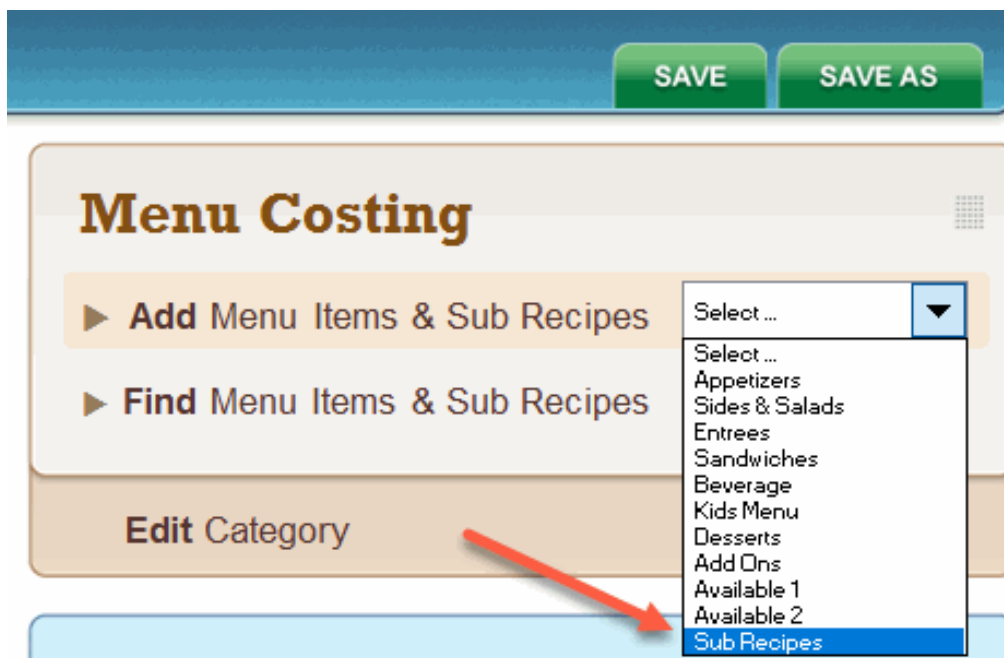 SAVE SAVE AS
Menu Costing
Add Menu Items & Sub Recipes Select ...
Select ...
Appetizers
Find Menu Items & Sub Recipes
Sides & Salads
Entrees
Sandwiches
Beverage
Kids Menu
Edit Category
Desserts
Add Ons
Available 1
Available 2
Sub Recipes